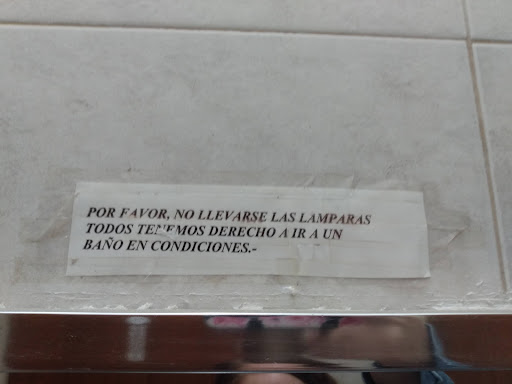 POR FAVOR, NO LLEVARSE LAS LAMPARAS
TODOS TENEMOS DERECHO A IR A UN
BAÑO EN CONDICIONES.-